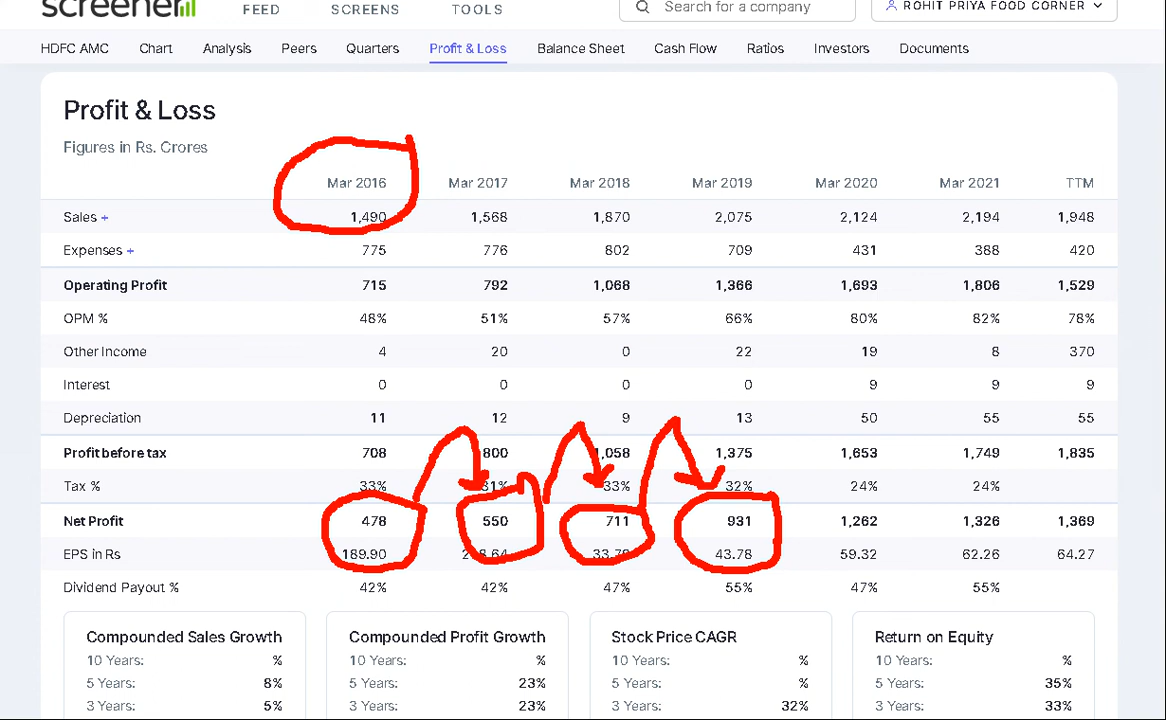 screener
FEED SCREENS TOOLS Search for a company ROHIT PRIYA FOOD CORNER
HDFC AMC Chart Analysis Peers Quarters Profit & Loss Balance Sheet Cash Flow Ratios Investors Documents
Profit & Loss
Figures in Rs. Crores
Mar 2016 Mar 2017 Mar 2018 Mar 2019 Mar 2020 Mar 2021 TTM
Sales + 1,490 1,568 1,870 2,075 2,124 2,194 1,948
Expenses + 775 776 802 709 431 388 420
Operating Profit 715 792 1,068 1,366 1,693 1,806 1,529
OPM % 48% 51% 57% 66% 80% 82% 78%
Other Income 4 20 0 22 19 8 370
Interest 0 0 0 0 9 9 9
Depreciation 11 12 9 13 50 55 55
Profit before tax 708 800 1,058 1,375 1,653 1,749 1,835
Tax % 33% 31% 33% 32% 24% 24%
Net Profit 478 550 711 931 1,262 1,326 1,369
EPS in Rs 189.90 33.79 43.78 59.32 62.26 64.27
Dividend Payout % 42% 42% 47% 55% 47% 55%
Compounded Sales Growth Compounded Profit Growth Stock Price CAGR Return on Equity
10 Years: % 10 Years: % 10 Years: % 10 Years: %
5 Years: 8% 5 Years: 23% 5 Years: % 5 Years: 35%
3 Years: 5% 3 Years: 23% 3 Years: 32% 3 Years: 33%